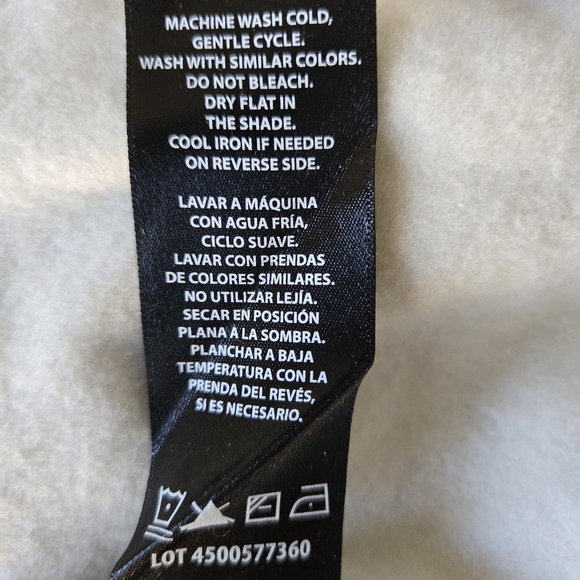 MACHINE WASH COLD,
GENTLE CYCLE.
WASH WITH SIMILAR COLORS.
DO NOT BLEACH.
DRY FLAT IN
THE SHADE.
COOL IRON IF NEEDED
ON REVERSE SIDE.
LAVAR A MÁQUINA
CON AGUA FRÍA,
CICLO SUAVE.
LAVAR CON PRENDAS
DE COLORES SIMILARES.
NO UTILIZAR LEJÍA.
SECAR EN POSICIÓN
PLANA A LA SOMBRA.
PLANCHAR A BAJA
TEMPERATURA CON LA
PRENDA DEL REVÉS,
SI ES NECESARIO.
LOT 4500577360